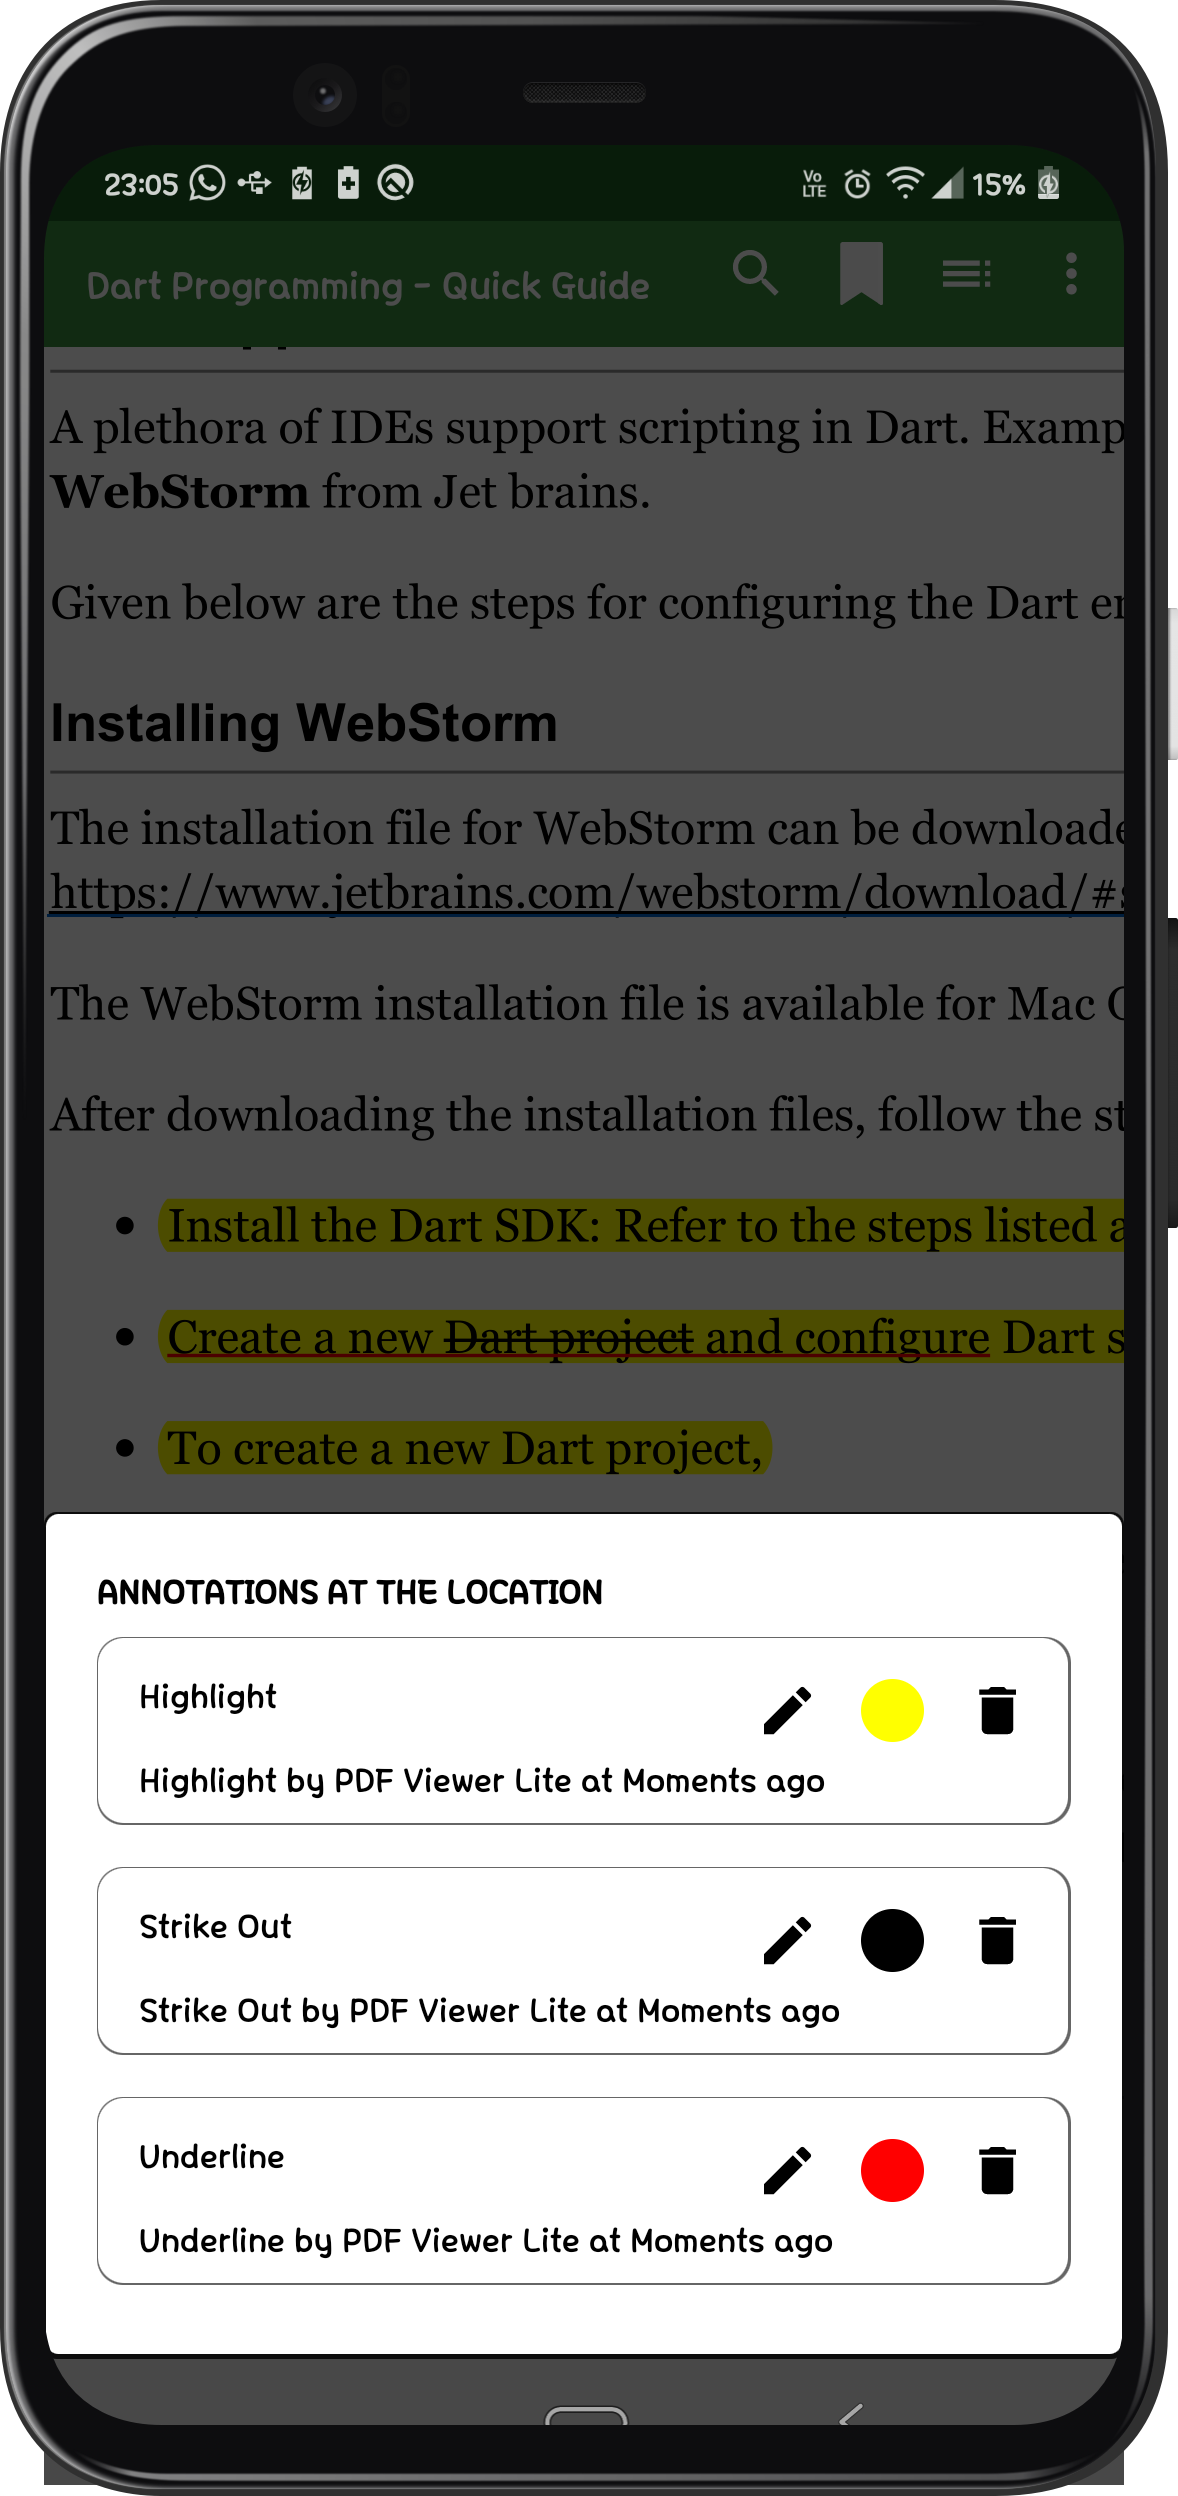 23:05
Vo
LTE
15%
Dart Programming - Quick Guide
A plethora of IDEs support scripting in Dart. Examp
WebStorm from Jet brains.
Given below are the steps for configuring the Dart en
Installing WebStorm
The installation file for WebStorm can be downloade
https://www.jetbrains.com/webstorm/download/#s
The WebStorm installation file is available for Mac O
After downloading the installation files, follow the st
• Install the Dart SDK: Refer to the steps listed a
• Create a new Dart project and configure Dart s
• To create a new Dart project,
ANNOTATIONS AT THE LOCATION
Highlight
Highlight by PDF Viewer Lite at Moments ago
Strike Out
Strike Out by PDF Viewer Lite at Moments ago
Underline
Underline by PDF Viewer Lite at Moments ago